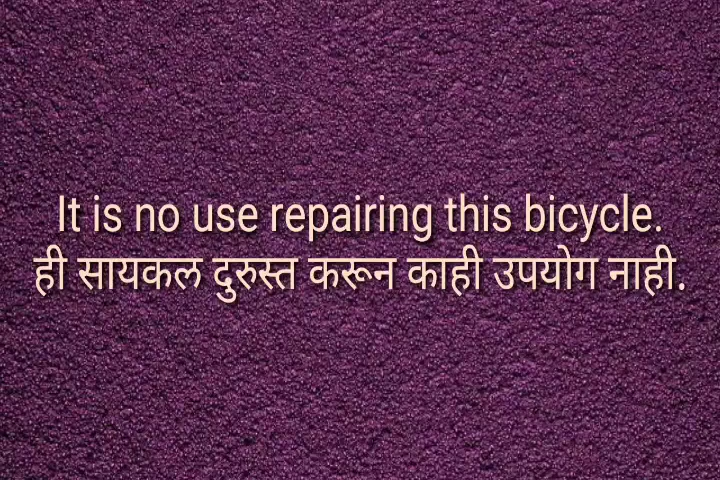 It is no use repairing this bicycle.
ही सायकल दुरुस्त करून काही उपयोग नाही.